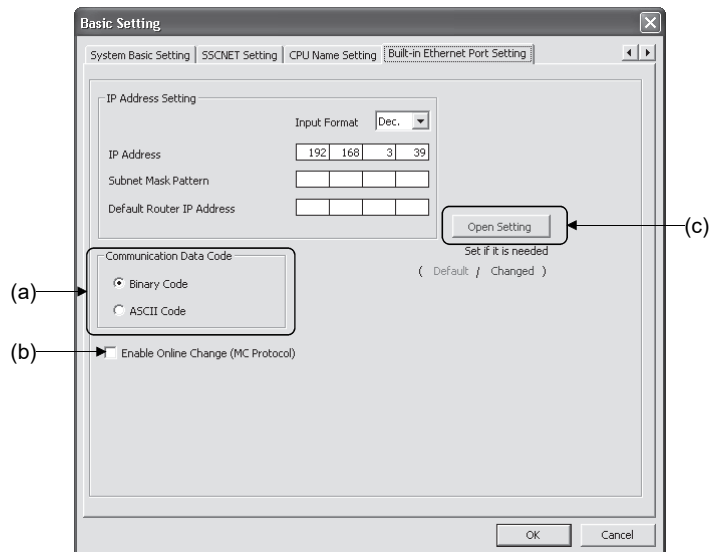 Basic Setting
System Basic Setting SSCNET Setting CPU Name Setting Built-in Ethernet Port Setting
IP Address Setting
Input Format Dec.
IP Address 192 168 3 39
Subnet Mask Pattern
Default Router IP Address
Open Setting
(c)
Set if it is needed
( Default / Changed )
Communication Data Code
(a)
Binary Code
ASCII Code
(b)
Enable Online Change (MC Protocol)
OK Cancel